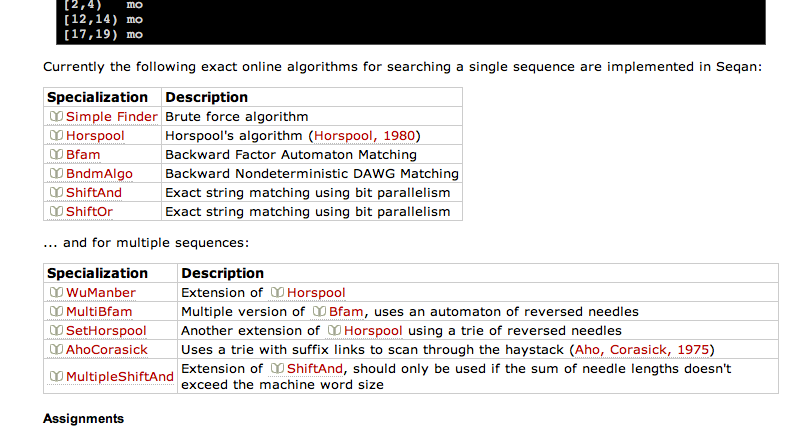 [2,4) mo
[12,14) mo
[17,19) mo
Currently the following exact online algorithms for searching a single sequence are implemented in Seqan:
Specialization Description
Simple Finder Brute force algorithm
Horspool Horspool's algorithm (Horspool, 1980)
Bfam Backward Factor Automaton Matching
BndmAlgo Backward Nondeterministic DAWG Matching
ShiftAnd Exact string matching using bit parallelism
ShiftOr Exact string matching using bit parallelism
... and for multiple sequences:
Specialization Description
WuManber Extension of Horspool
MultiBfam Multiple version of Bfam, uses an automaton of reversed needles
SetHorspool Another extension of Horspool using a trie of reversed needles
AhoCorasick Uses a trie with suffix links to scan through the haystack (Aho, Corasick, 1975)
MultipleShiftAnd Extension of ShiftAnd, should only be used if the sum of needle lengths doesn't
exceed the machine word size
Assignments